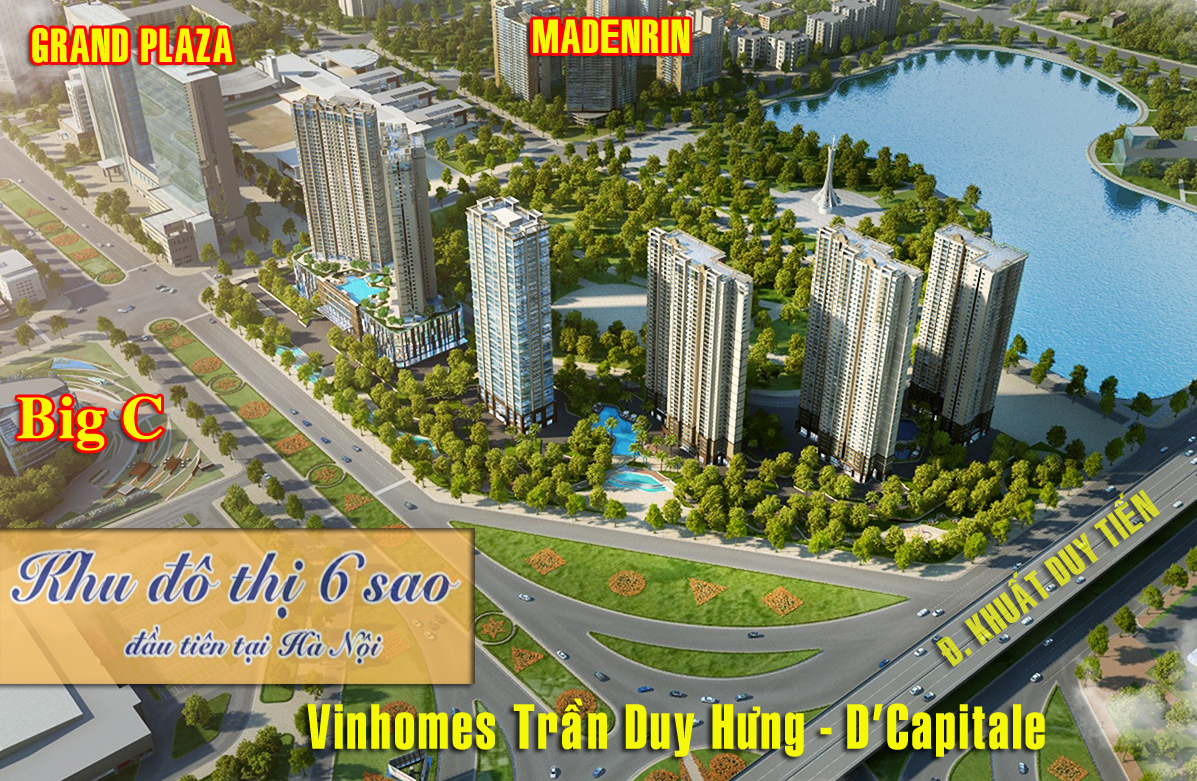 GRAND PLAZA
MADENRIN
Big C
Khu đô thị 6 sao
đầu tiên tại Hà Nội
Đ. KHUẤT DUY TIẾN
Vinhomes Trần Duy Hưng - D'Capitale